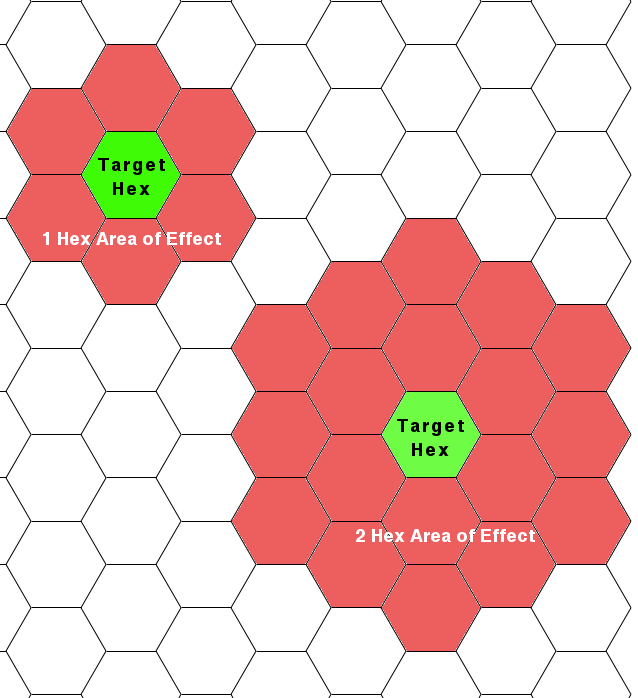 Target
Hex
1 Hex Area of Effect
Target
Hex
2 Hex Area of Effect